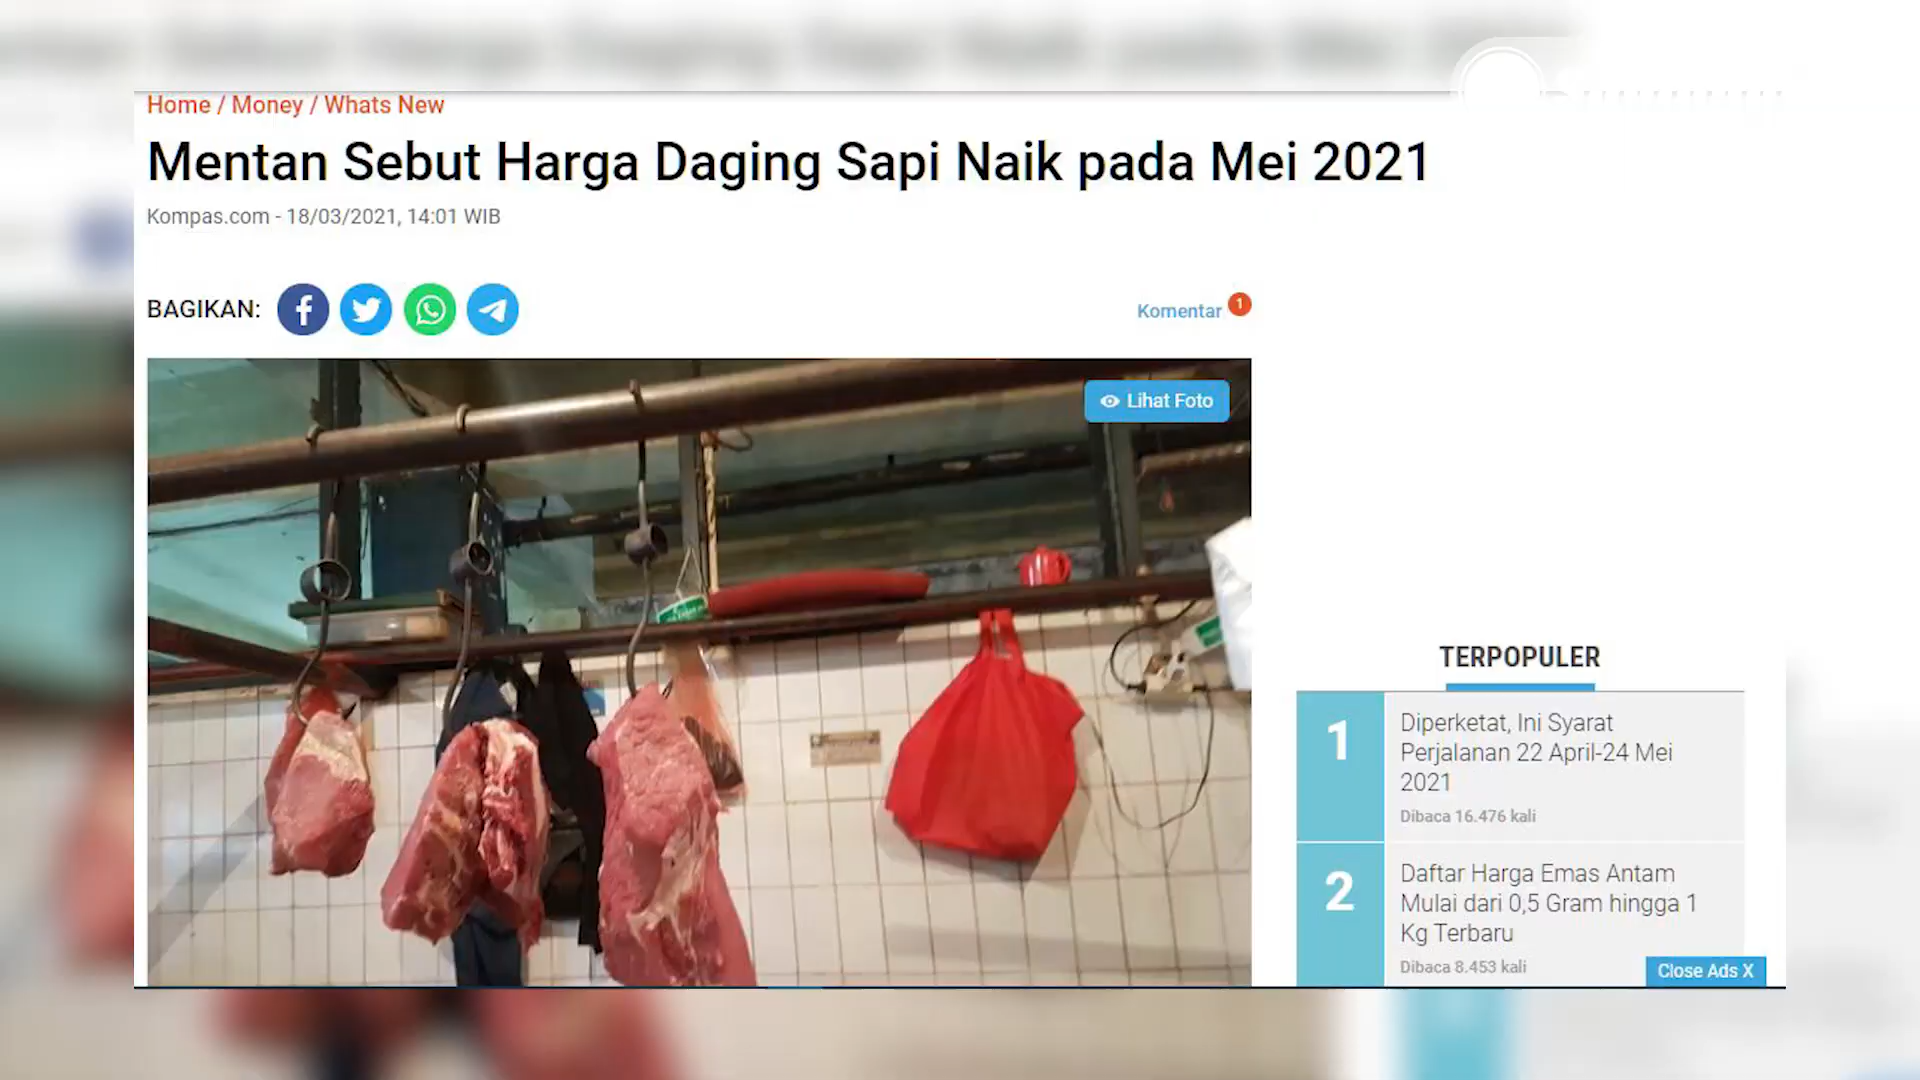 Home / Money / Whats New
Mentan Sebut Harga Daging Sapi Naik pada Mei 2021
Kompas.com - 18/03/2021, 14:01 WIB
BAGIKAN:
Komentar 1
Lihat Foto
TERPOPULER
1
Diperketat, Ini Syarat
Perjalanan 22 April-24 Mei
2021
Dibaca 16.476 kali
2
Daftar Harga Emas Antam
Mulai dari 0,5 Gram hingga 1
Kg Terbaru
Dibaca 8.453 kali
Close Ads X